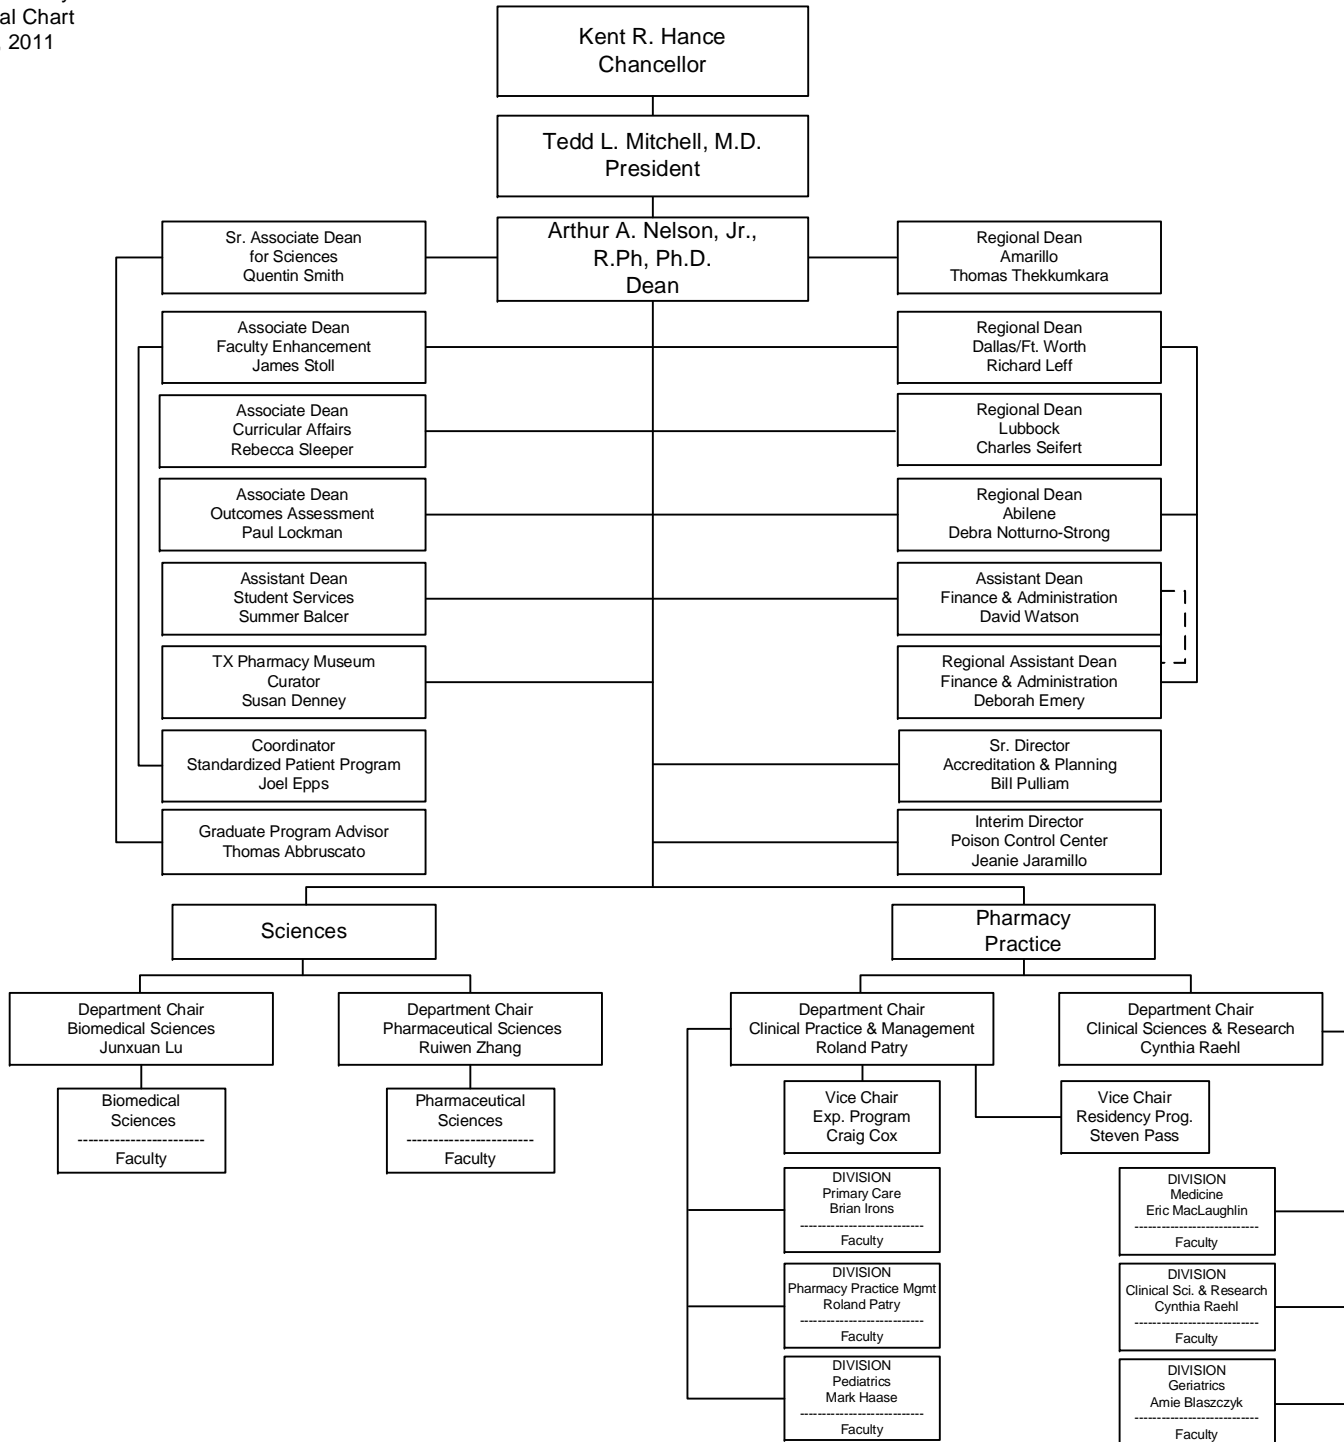 al Chart
2011
Kent R. Hance
Chancellor
Tedd L. Mitchell, M.D.
President
Arthur A. Nelson, Jr.,
R.Ph, Ph.D.
Dean
Sr. Associate Dean
for Sciences
Quentin Smith
Regional Dean
Amarillo
Thomas Thekkumkara
Associate Dean
Faculty Enhancement
James Stoll
Regional Dean
Dallas/Ft. Worth
Richard Leff
Associate Dean
Curricular Affairs
Rebecca Sleeper
Regional Dean
Lubbock
Charles Seifert
Associate Dean
Outcomes Assessment
Paul Lockman
Regional Dean
Abilene
Debra Notturno-Strong
Assistant Dean
Student Services
Summer Balcer
Assistant Dean
Finance & Administration
David Watson
TX Pharmacy Museum
Curator
Susan Denney
Regional Assistant Dean
Finance & Administration
Deborah Emery
Coordinator
Standardized Patient Program
Joel Epps
Sr. Director
Accreditation & Planning
Bill Pulliam
Graduate Program Advisor
Thomas Abbruscato
Interim Director
Poison Control Center
Jeanie Jaramillo
Sciences
Pharmacy
Practice
Department Chair
Biomedical Sciences
Junxuan Lu
Department Chair
Pharmaceutical Sciences
Ruiwen Zhang
Department Chair
Clinical Practice & Management
Roland Patry
Department Chair
Clinical Sciences & Research
Cynthia Raehl
Biomedical
Sciences
-------------------------
Faculty
Pharmaceutical
Sciences
-------------------------
Faculty
Vice Chair
Exp. Program
Craig Cox
Vice Chair
Residency Prog.
Steven Pass
DIVISION
Primary Care
Brian Irons
----------------------------
Faculty
DIVISION
Medicine
Eric MacLaughlin
----------------------------
Faculty
DIVISION
Pharmacy Practice Mgmt
Roland Patry
----------------------------
Faculty
DIVISION
Clinical Sci. & Research
Cynthia Raehl
----------------------------
Faculty
DIVISION
Pediatrics
Mark Haase
----------------------------
Faculty
DIVISION
Geriatrics
Amie Blaszczyk
----------------------------
Faculty